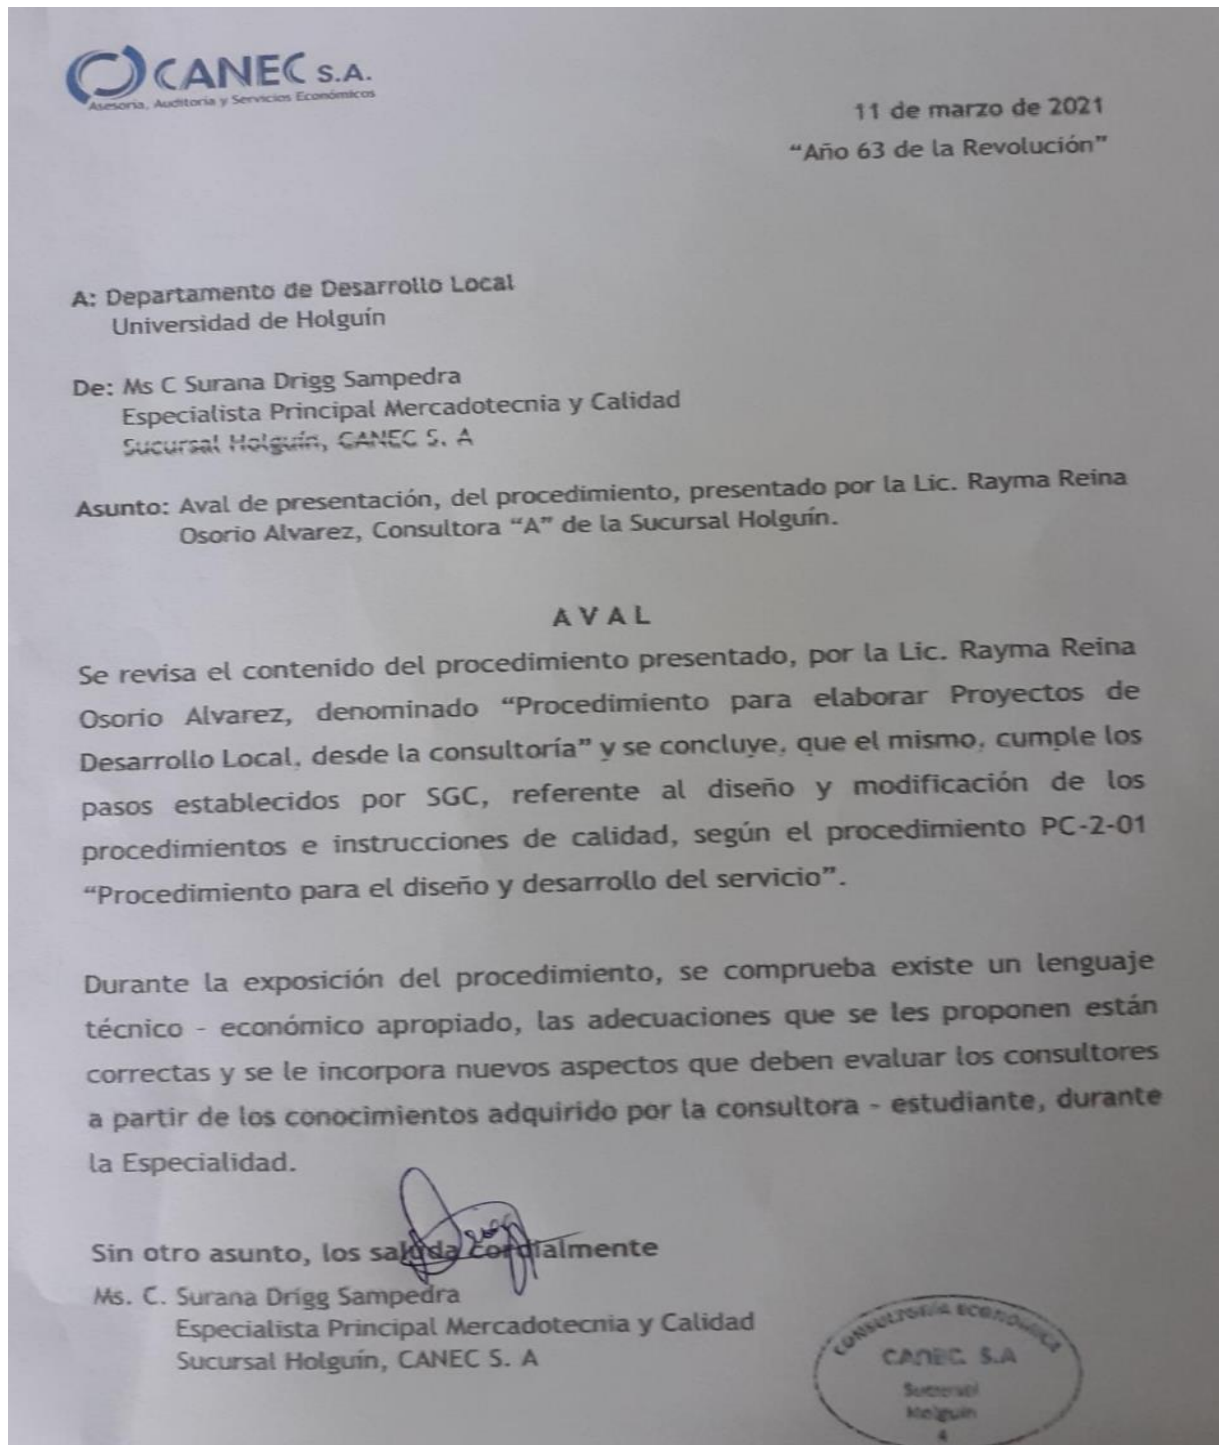 CANEC S.A.
Asesoría, Auditoría y Servicios Económicos
11 de marzo de 2021
“Año 63 de la Revolución”
A: Departamento de Desarrollo Local
Universidad de Holguín
De: Ms C Surana Drigg Sampedra
Especialista Principal Mercadotecnia y Calidad
Sucursal Holguín, CANEC S. A
Asunto: Aval de presentación, del procedimiento, presentado por la Lic. Rayma Reina
Osorio Alvarez, Consultora “A” de la Sucursal Holguín.
A V A L
Se revisa el contenido del procedimiento presentado, por la Lic. Rayma Reina
Osorio Alvarez, denominado “Procedimiento para elaborar Proyectos de
Desarrollo Local, desde la consultoría” y se concluye, que el mismo, cumple los
pasos establecidos por SGC, referente al diseño y modificación de los
procedimientos e instrucciones de calidad, según el procedimiento PC-2-01
“Procedimiento para el diseño y desarrollo del servicio”.
Durante la exposición del procedimiento, se comprueba existe un lenguaje
técnico - económico apropiado, las adecuaciones que se les proponen están
correctas y se le incorpora nuevos aspectos que deben evaluar los consultores
a partir de los conocimientos adquirido por la consultora - estudiante, durante
la Especialidad.
Sin otro asunto, los saluda cordialmente
Ms. C. Surana Drigg Sampedra
Especialista Principal Mercadotecnia y Calidad
Sucursal Holguín, CANEC S. A
CONSULTORÍA ECONÓMICA
CANEC S.A
Sucursal
Holguín
4